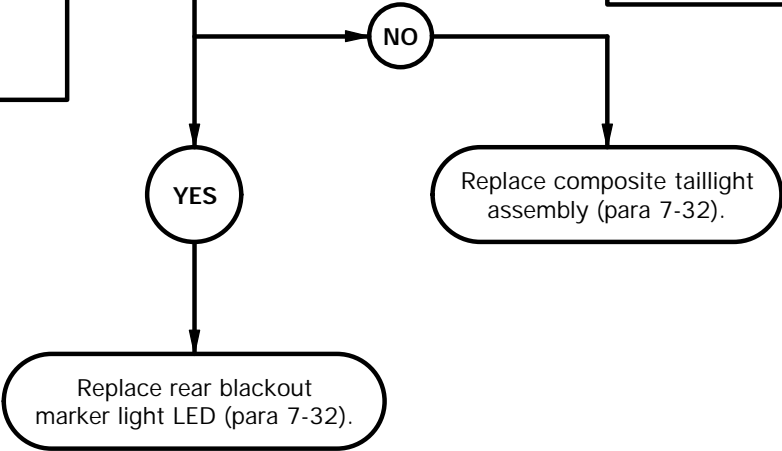 NO
YES
Replace composite taillight
assembly (para 7-32).
Replace rear blackout
marker light LED (para 7-32).